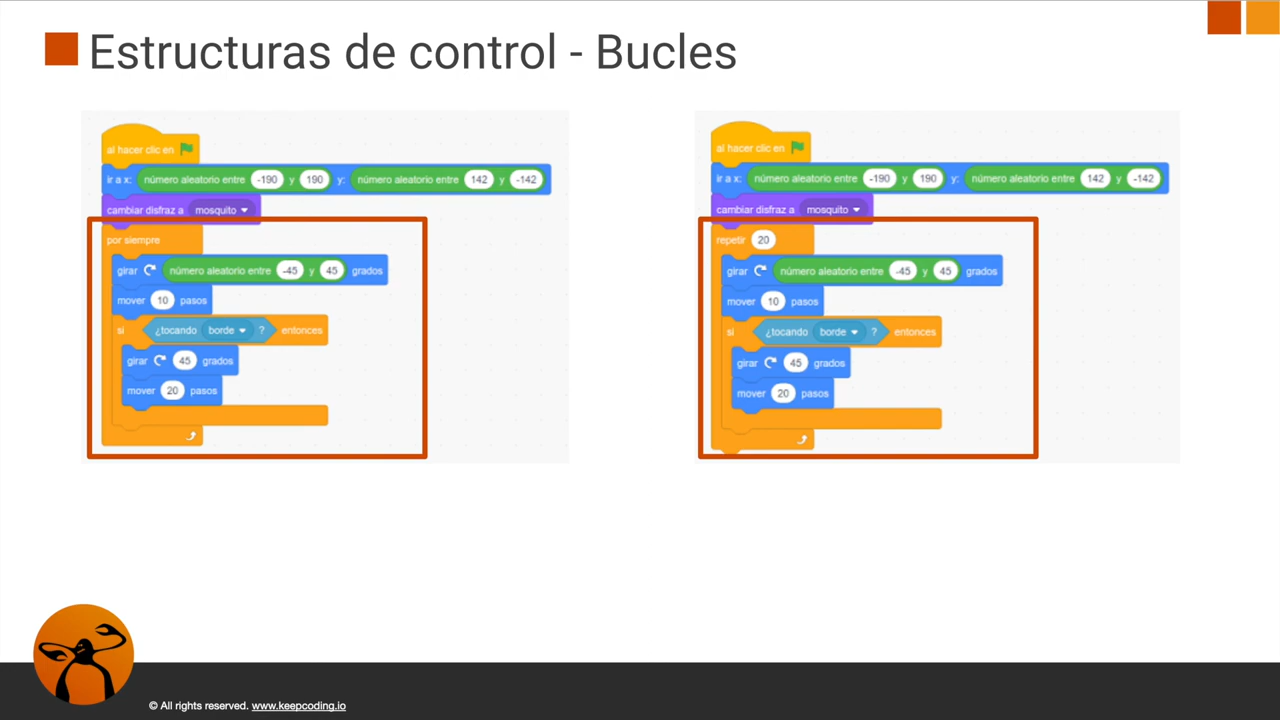 Estructuras de control - Bucles
al hacer clic en
ir a x: número aleatorio entre -190 y 190 y: número aleatorio entre 142 y -142
cambiar disfraz a mosquito
por siempre
girar número aleatorio entre -45 y 45 grados
mover 10 pasos
si ¿tocando borde ? entonces
girar 45 grados
mover 20 pasos
al hacer clic en
ir a x: número aleatorio entre -190 y 190 y: número aleatorio entre 142 y -142
cambiar disfraz a mosquito
repetir 20
girar número aleatorio entre -45 y 45 grados
mover 10 pasos
si ¿tocando borde ? entonces
girar 45 grados
mover 20 pasos
© All rights reserved. www.keepcoding.io